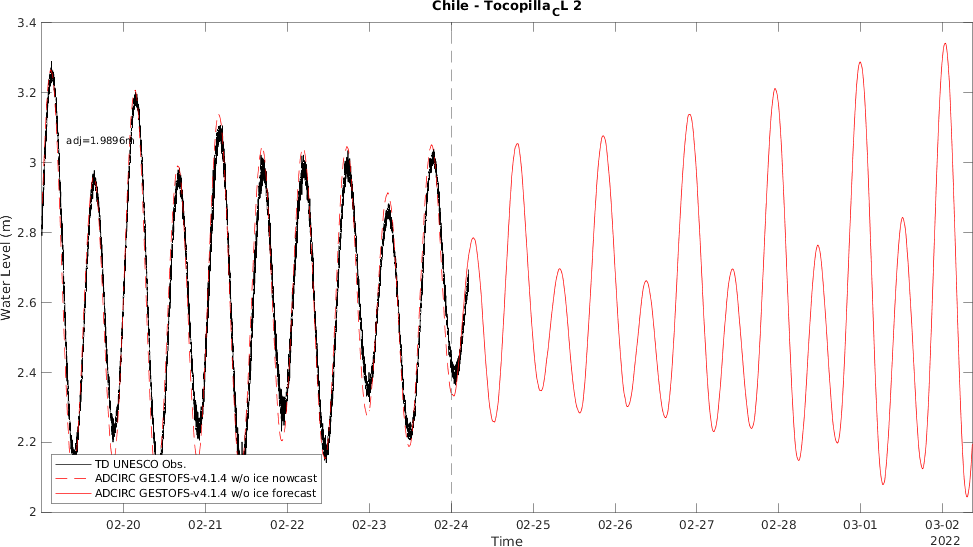 Chile - Tocopilla_CL 2
3.4
3.2
3
2.8
2.6
2.4
2.2
2
Water Level (m)
adj=1.9896m
TD UNESCO Obs.
ADCIRC GESTOFS-v4.1.4 w/o ice nowcast
ADCIRC GESTOFS-v4.1.4 w/o ice forecast
02-20 02-21 02-22 02-23 02-24 02-25 02-26 02-27 02-28 03-01 03-02
Time 2022